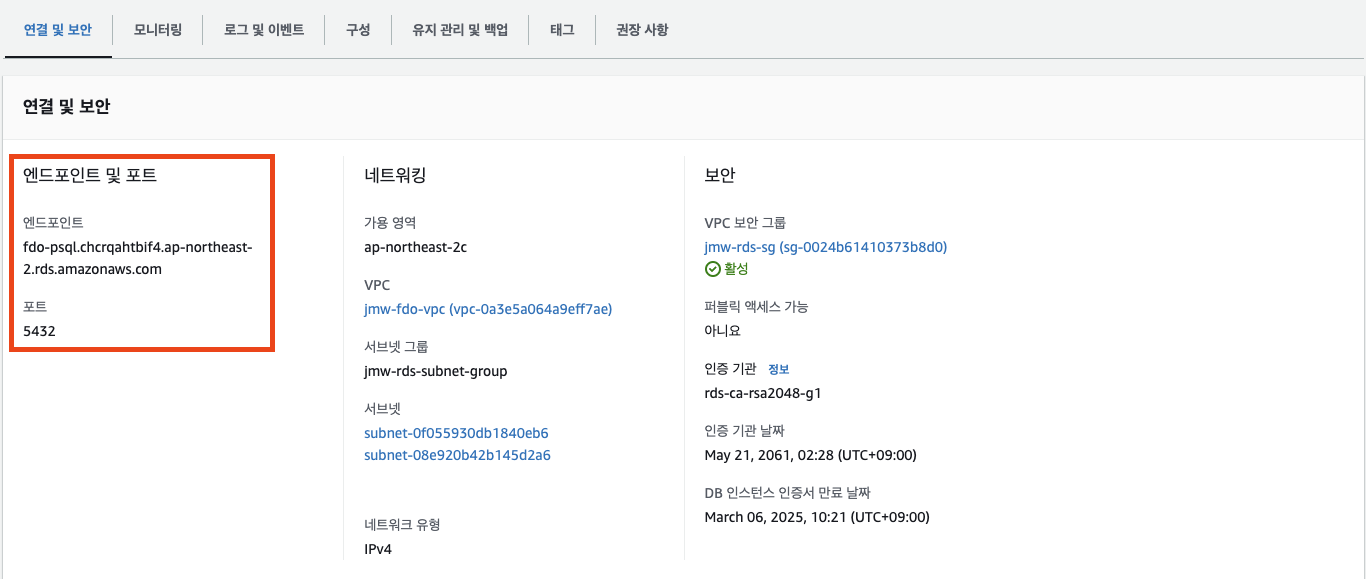 연결 및 보안
모니터링
로그 및 이벤트
구성
유지 관리 및 백업
태그
권장 사항
연결 및 보안
엔드포인트 및 포트
엔드포인트
fdo-psql.chcrqahtbif4.ap-northeast-
2.rds.amazonaws.com
포트
5432
네트워킹
가용 영역
ap-northeast-2c
VPC
jmw-fdo-vpc (vpc-0a3e5a064a9eff7ae)
서브넷 그룹
jmw-rds-subnet-group
서브넷
subnet-0f055930db1840eb6
subnet-08e920b42b145d2a6
네트워크 유형
IPv4
보안
VPC 보안 그룹
jmw-rds-sg (sg-0024b61410373b8d0)
활성
퍼블릭 액세스 가능
아니요
인증 기관 정보
rds-ca-rsa2048-g1
인증 기관 날짜
May 21, 2061, 02:28 (UTC+09:00)
DB 인스턴스 인증서 만료 날짜
March 06, 2025, 10:21 (UTC+09:00)